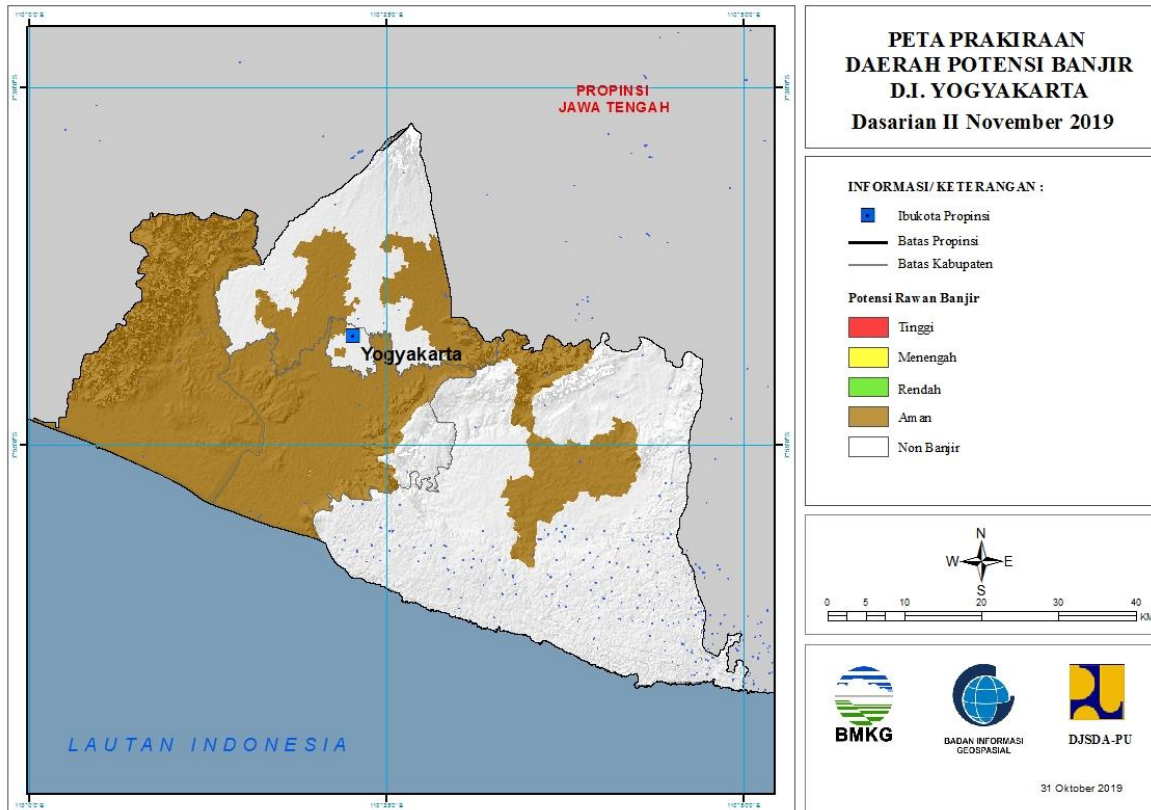 PROPINSI
JAWA TENGAH
Yogyakarta
LAUTAN INDONESIA
PETA PRAKIRAAN
DAERAH POTENSI BANJIR
D.I. YOGYAKARTA
Dasarian II November 2019
INFORMASI/KETERANGAN :
Ibukota Propinsi
Batas Propinsi
Batas Kabupaten
Potensi Rawan Banjir
Tinggi
Menengah
Rendah
Aman
Non Banjir
N
W E
S
0 5 10 20 30 40
KM
BMKG
BADAN INFORMASI
GEOSPASIAL
DJSDA-PU
31 Oktober 2019